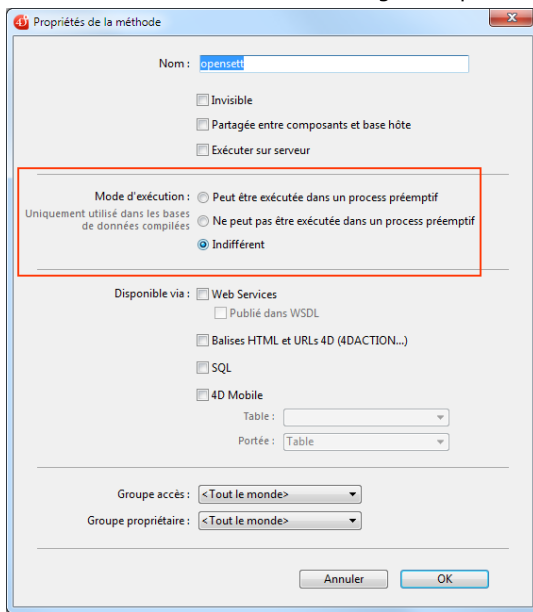 Propriétés de la méthode
Nom : opensett
Invisible
Partagée entre composants et base hôte
Exécuter sur serveur
Mode d'exécution : Peut être exécutée dans un process préemptif
Uniquement utilisé dans les bases
de données compilées
Ne peut pas être exécutée dans un process préemptif
Indifférent
Disponible via : Web Services
Publié dans WSDL
Balises HTML et URLs 4D (4DACTION...)
SQL
4D Mobile
Table :
Portée : Table
Groupe accès : <Tout le monde>
Groupe propriétaire : <Tout le monde>
Annuler OK